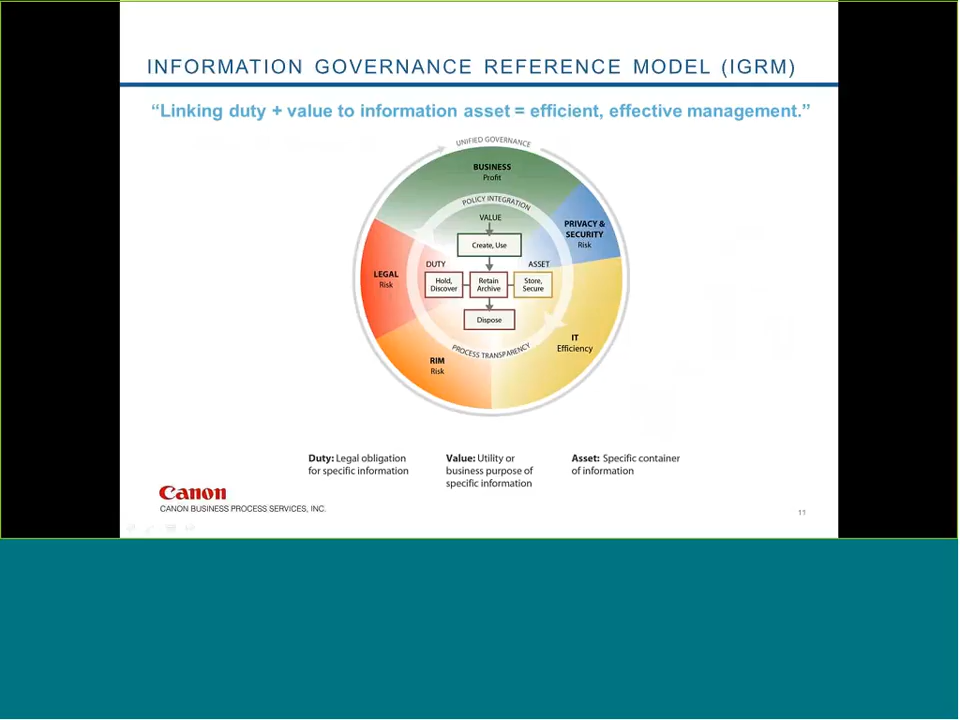 INFORMATION GOVERNANCE REFERENCE MODEL (IGRM)
“Linking duty + value to information asset = efficient, effective management.”
UNIFIED GOVERNANCE
BUSINESS
Profit
POLICY INTEGRATION
VALUE
PRIVACY &
SECURITY
Risk
Create, Use
DUTY
ASSET
LEGAL
Risk
Hold,
Discover
Retain
Archive
Store,
Secure
Dispose
IT
Efficiency
PROCESS TRANSPARENCY
RIM
Risk
Duty: Legal obligation
for specific information
Value: Utility or
business purpose of
specific information
Asset: Specific container
of information
Canon
CANON BUSINESS PROCESS SERVICES, INC.
11